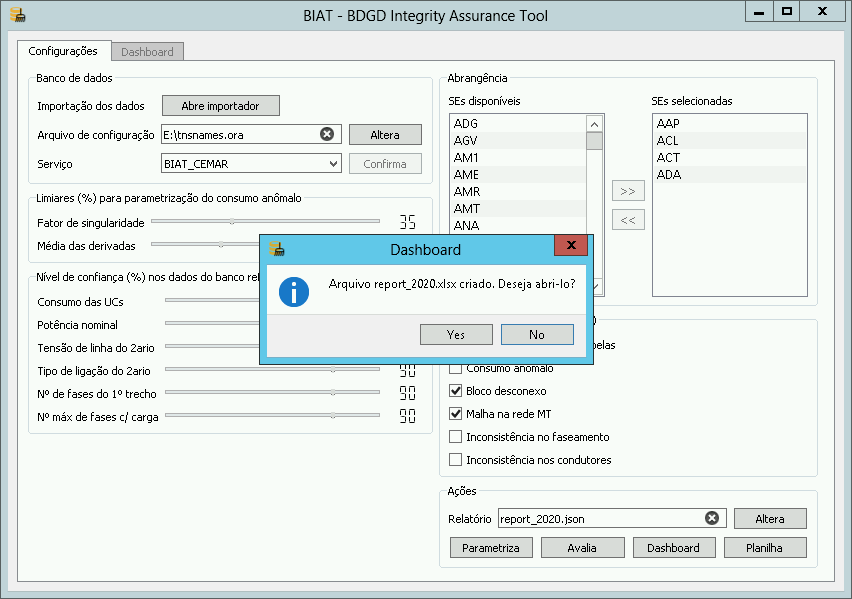 BIAT - BDGD Integrity Assurance Tool
Configurações
Dashboard
Banco de dados
Importação dos dados
Abre importador
Arquivo de configuração
E:\tnsnames.ora
Altera
Serviço
BIAT_CEMAR
Confirma
Limiares (%) para parametrização do consumo anômalo
Fator de singularidade
35
Média das derivadas
Nível de confiança (%) nos dados do banco
Consumo das UCs
Potência nominal
Tensão de linha do 2ario
Tipo de ligação do 2ario
90
Nº de fases do 1º trecho
90
Nº máx de fases c/ carga
90
Abrangência
SEs disponíveis
ADG
AGV
AM1
AME
AMR
AMT
ANA
>>
<<
SEs selecionadas
AAP
ACL
ACT
ADA
Dashboard
Arquivo report_2020.xlsx criado. Deseja abri-lo?
Yes
No
Consumo anômalo
Bloco desconexo
Malha na rede MT
Inconsistência no faseamento
Inconsistência nos condutores
Ações
Relatório
report_2020.json
Altera
Parametriza
Avalia
Dashboard
Planilha